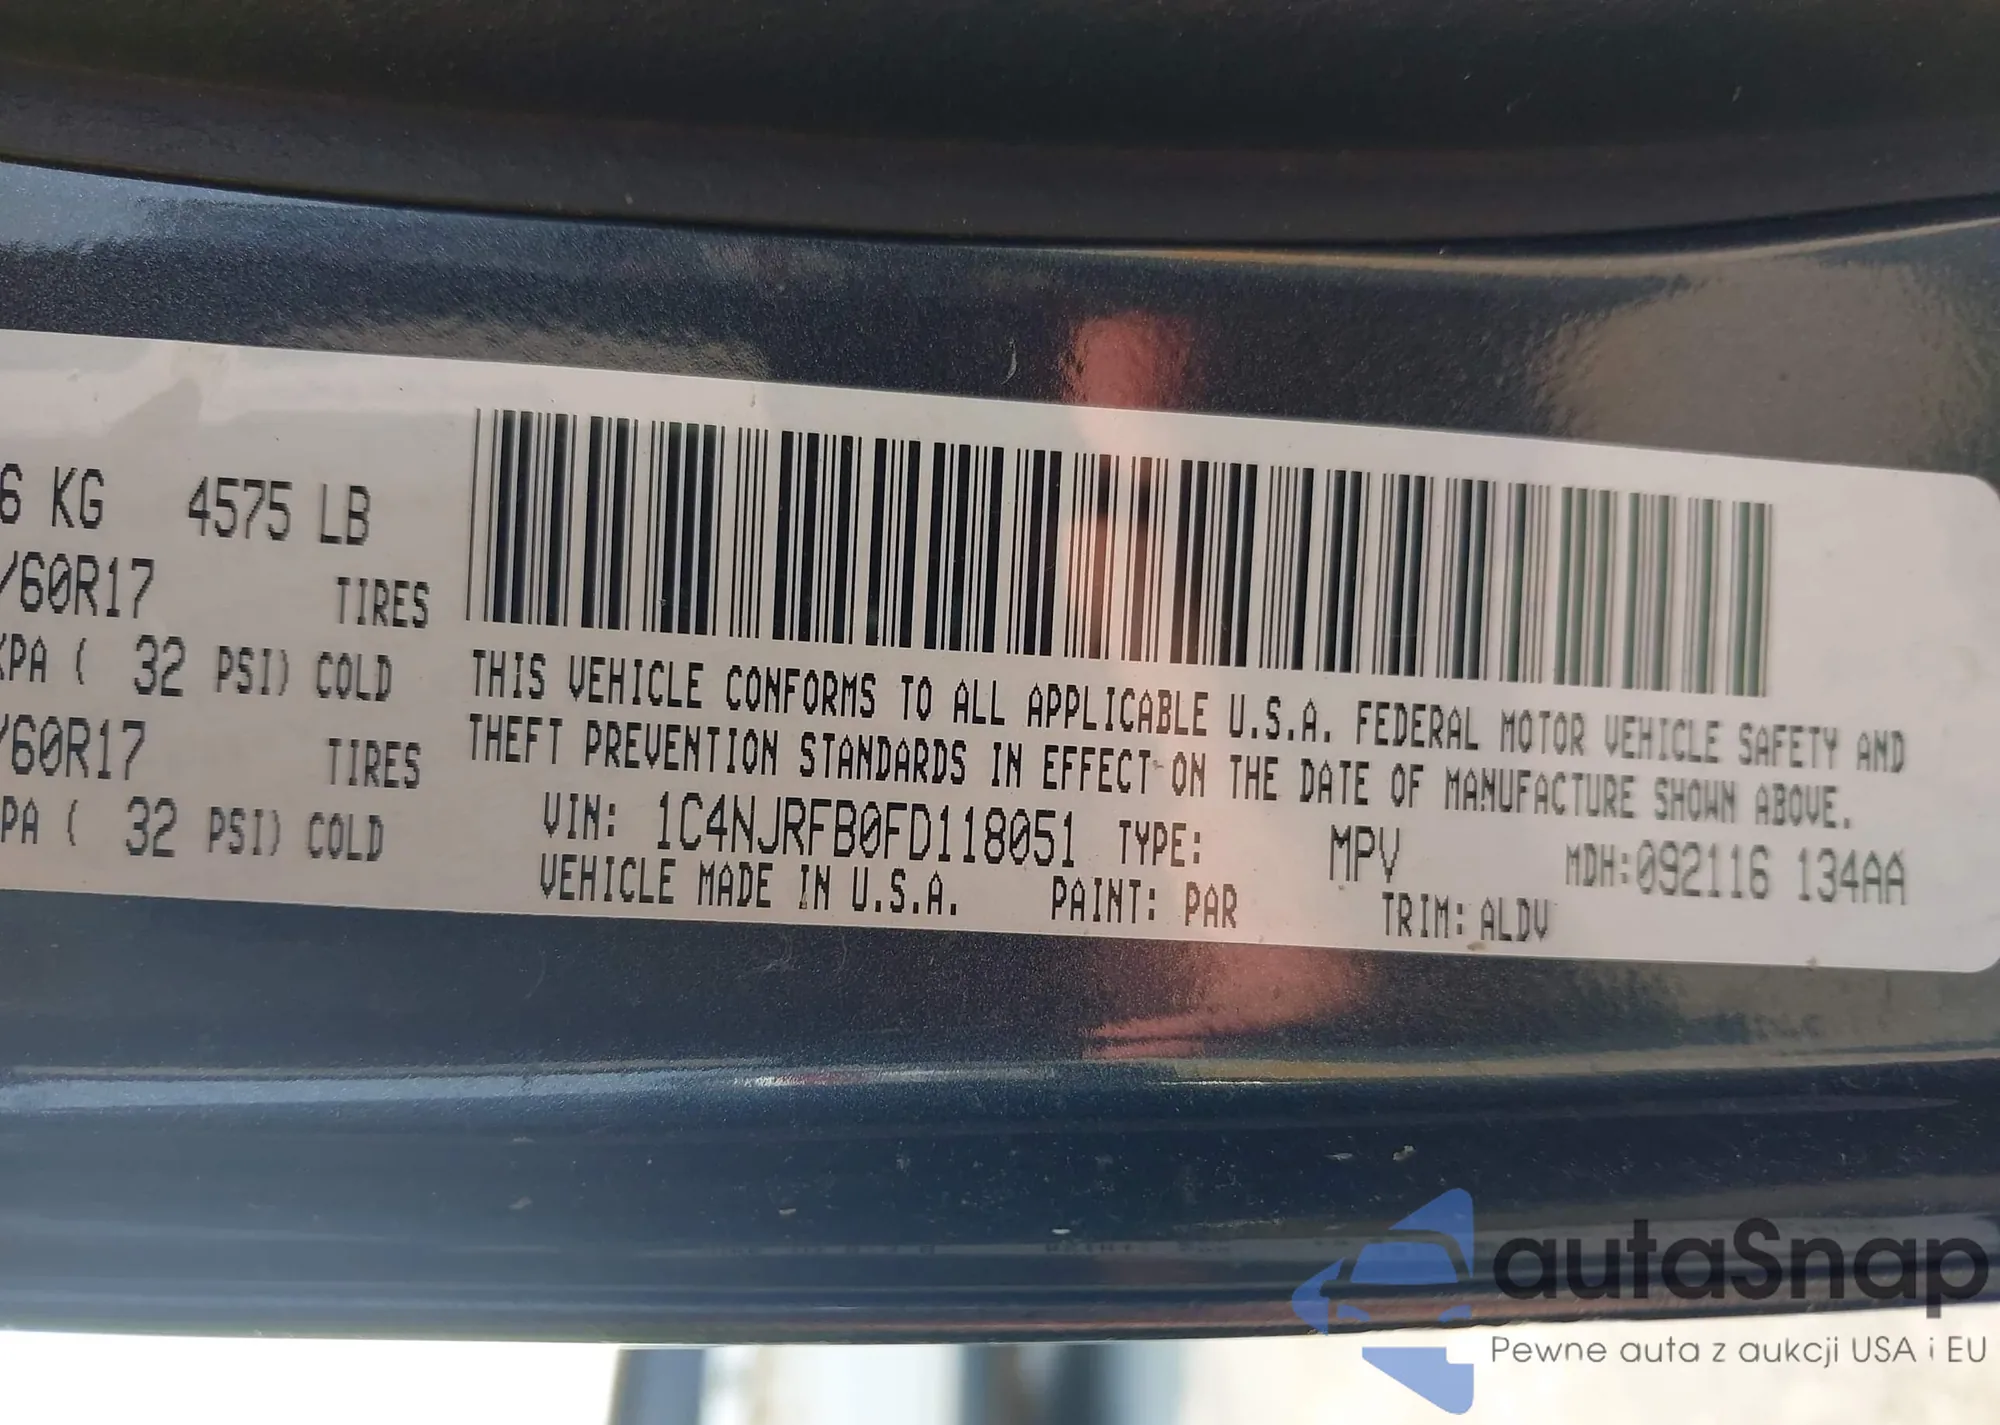 6 KG 4575 LB
/60R17 TIRES
KPA ( 32 PSI) COLD
/60R17 TIRES
PA ( 32 PSI) COLD
THIS VEHICLE CONFORMS TO ALL APPLICABLE U.S.A. FEDERAL MOTOR VEHICLE SAFETY AND
THEFT PREVENTION STANDARDS IN EFFECT ON THE DATE OF MANUFACTURE SHOWN ABOVE.
VIN: 1C4NJRFB0FD118051 TYPE: MPV MDH:092116 134AA
VEHICLE MADE IN U.S.A. PAINT: PAR TRIM: ALDV
autaSnap
Pewne auta z aukcji USA i EU